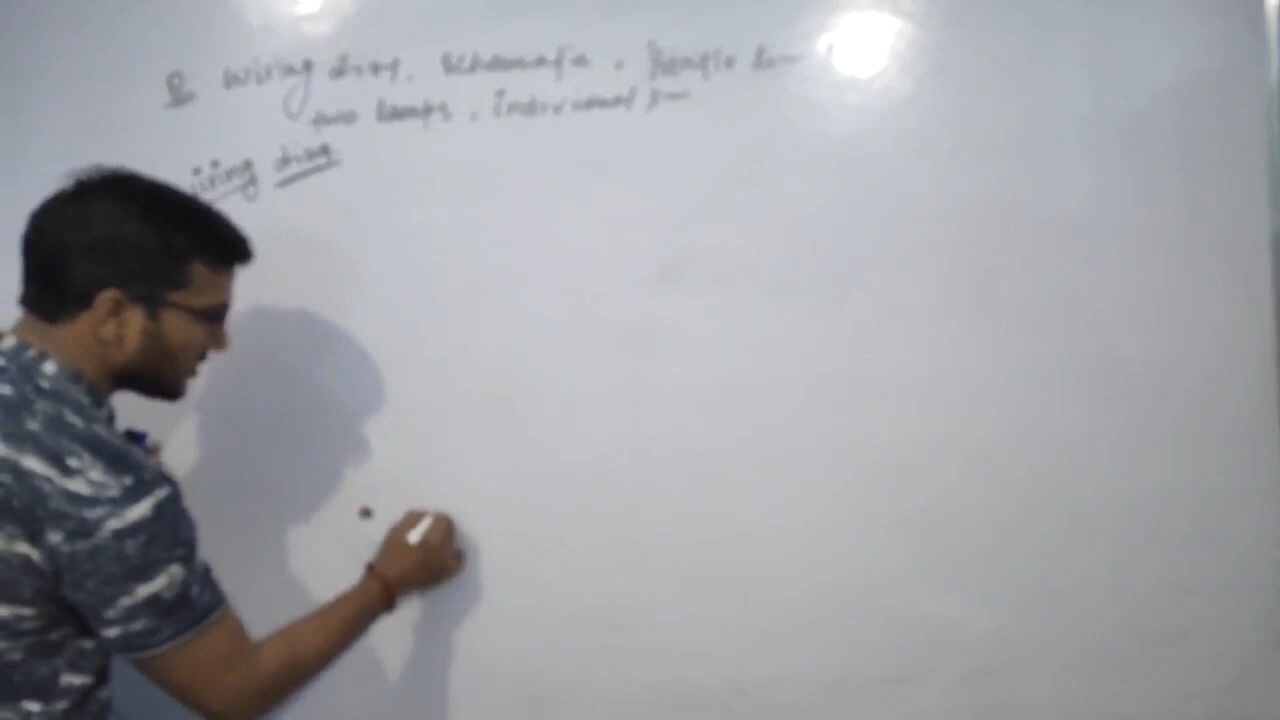 Q wiring diag, schematic, single line
two lamps, individual s
wiring diag